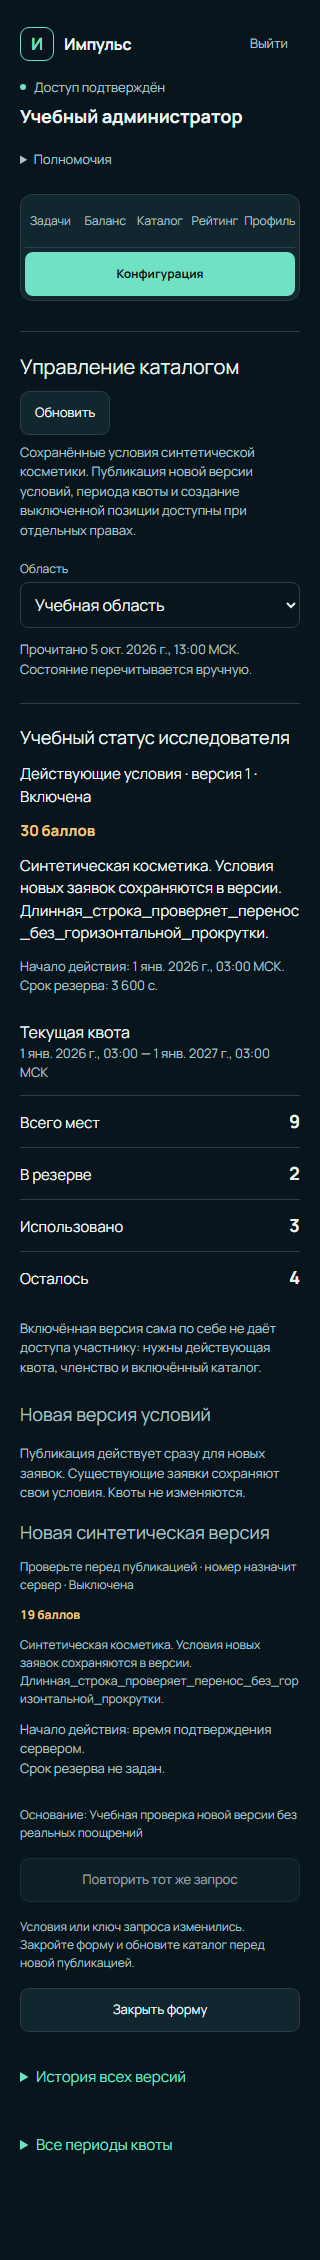 И Импульс Выйти
Доступ подтверждён
Учебный администратор
Полномочия
Задачи Баланс Каталог Рейтинг Профиль
Конфигурация
Управление каталогом
Обновить
Сохранённые условия синтетической
косметики. Публикация новой версии
условий, периода квоты и создание
выключенной позиции доступны при
отдельных правах.
Область
Учебная область
Прочитано 5 окт. 2026 г., 13:00 МСК.
Состояние перечитывается вручную.
Учебный статус исследователя
Действующие условия · версия 1 ·
Включена
30 баллов
Синтетическая косметика. Условия
новых заявок сохраняются в версии.
Длинная_строка_проверяет_перенос
_без_горизонтальной_прокрутки.
Начало действия: 1 янв. 2026 г., 03:00 МСК.
Срок резерва: 3 600 с.
Текущая квота
1 янв. 2026 г., 03:00 — 1 янв. 2027 г., 03:00
МСК
Всего мест 9
В резерве 2
Использовано 3
Осталось 4
Включённая версия сама по себе не даёт
доступа участнику: нужны действующая
квота, членство и включённый каталог.
Новая версия условий
Публикация действует сразу для новых
заявок. Существующие заявки сохраняют
свои условия. Квоты не изменяются.
Новая синтетическая версия
Проверьте перед публикацией · номер назначит
сервер · Выключена
19 баллов
Синтетическая косметика. Условия новых
заявок сохраняются в версии.
Длинная_строка_проверяет_перенос_без_гор
изонтальной_прокрутки.
Начало действия: время подтверждения
сервером.
Срок резерва не задан.
Основание: Учебная проверка новой версии без
реальных поощрений
Повторить тот же запрос
Условия или ключ запроса изменились.
Закройте форму и обновите каталог перед
новой публикацией.
Закрыть форму
История всех версий
Все периоды квоты